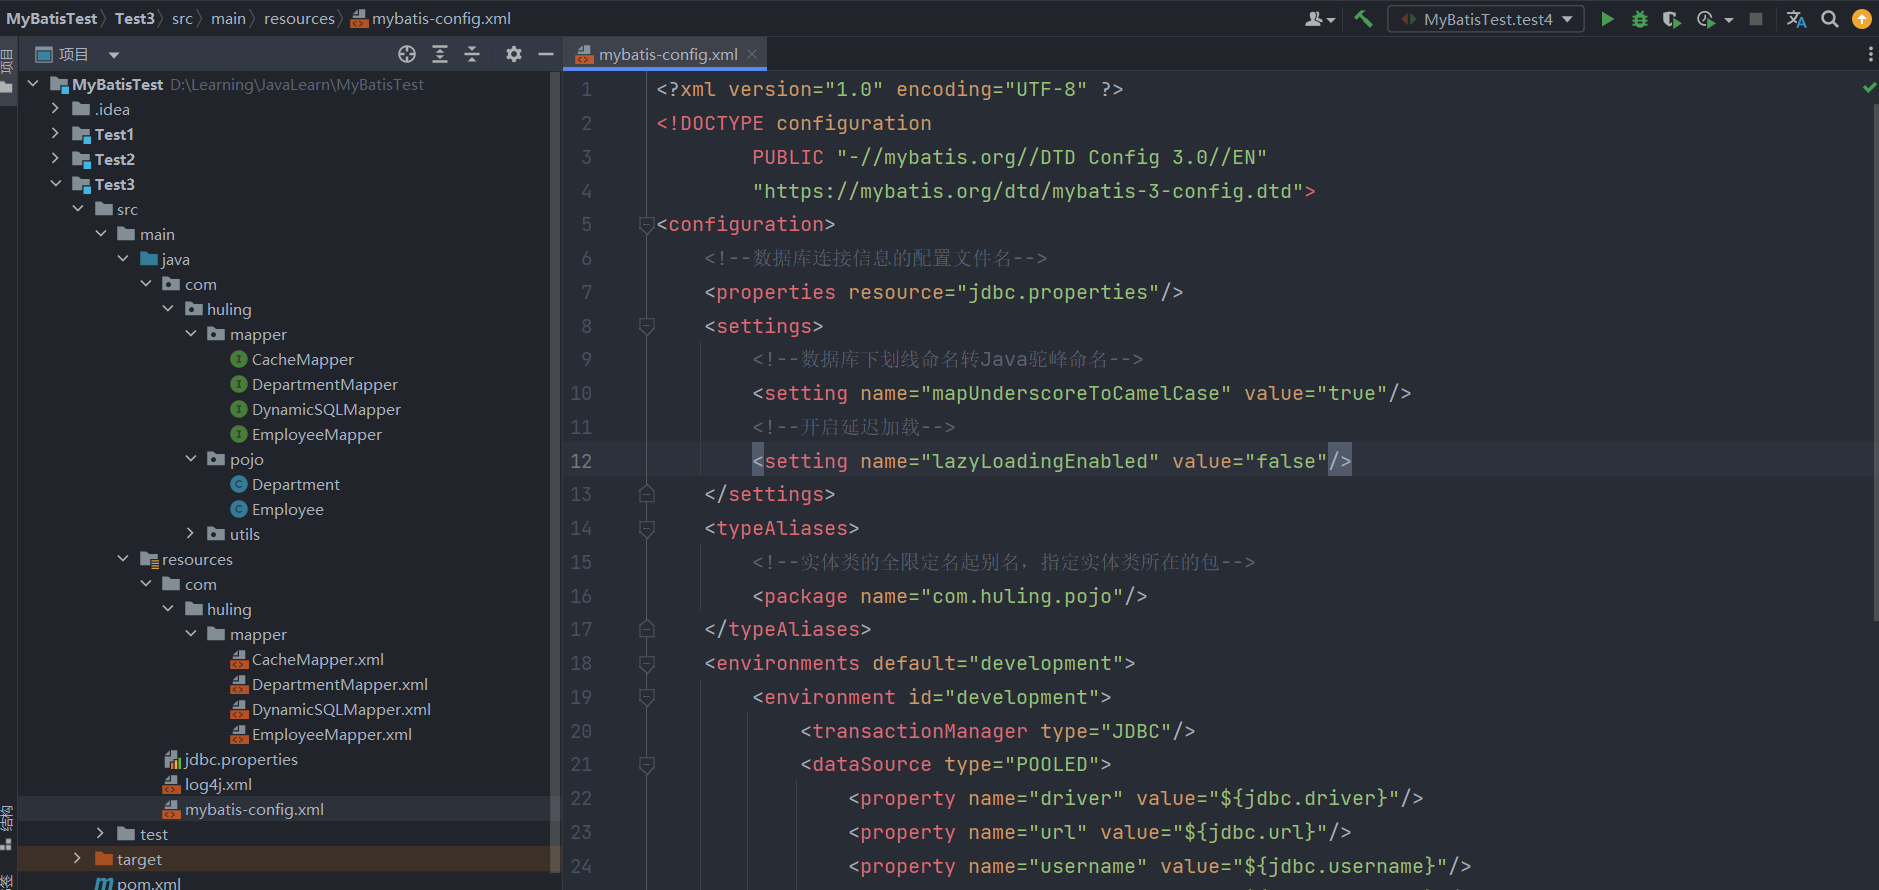 MyBatisTest Test3 src main resources mybatis-config.xml
MyBatisTest.test4
项目
项目
mybatis-config.xml
MyBatisTest D:\Learning\JavaLearn\MyBatisTest
.idea
Test1
Test2
Test3
src
main
java
com
huling
mapper
CacheMapper
DepartmentMapper
DynamicSQLMapper
EmployeeMapper
pojo
Department
Employee
utils
resources
com
huling
mapper
CacheMapper.xml
DepartmentMapper.xml
DynamicSQLMapper.xml
EmployeeMapper.xml
jdbc.properties
log4j.xml
mybatis-config.xml
test
target
pom.xml
结构
1 <?xml version="1.0" encoding="UTF-8" ?>
2 <!DOCTYPE configuration
3 PUBLIC "-//mybatis.org//DTD Config 3.0//EN"
4 "https://mybatis.org/dtd/mybatis-3-config.dtd">
5 <configuration>
6 <!--数据库连接信息的配置文件名-->
7 <properties resource="jdbc.properties"/>
8 <settings>
9 <!--数据库下划线命名转Java驼峰命名-->
10 <setting name="mapUnderscoreToCamelCase" value="true"/>
11 <!--开启延迟加载-->
12 <setting name="lazyLoadingEnabled" value="false"/>
13 </settings>
14 <typeAliases>
15 <!--实体类的全限定名起别名，指定实体类所在的包-->
16 <package name="com.huling.pojo"/>
17 </typeAliases>
18 <environments default="development">
19 <environment id="development">
20 <transactionManager type="JDBC"/>
21 <dataSource type="POOLED">
22 <property name="driver" value="${jdbc.driver}"/>
23 <property name="url" value="${jdbc.url}"/>
24 <property name="username" value="${jdbc.username}"/>